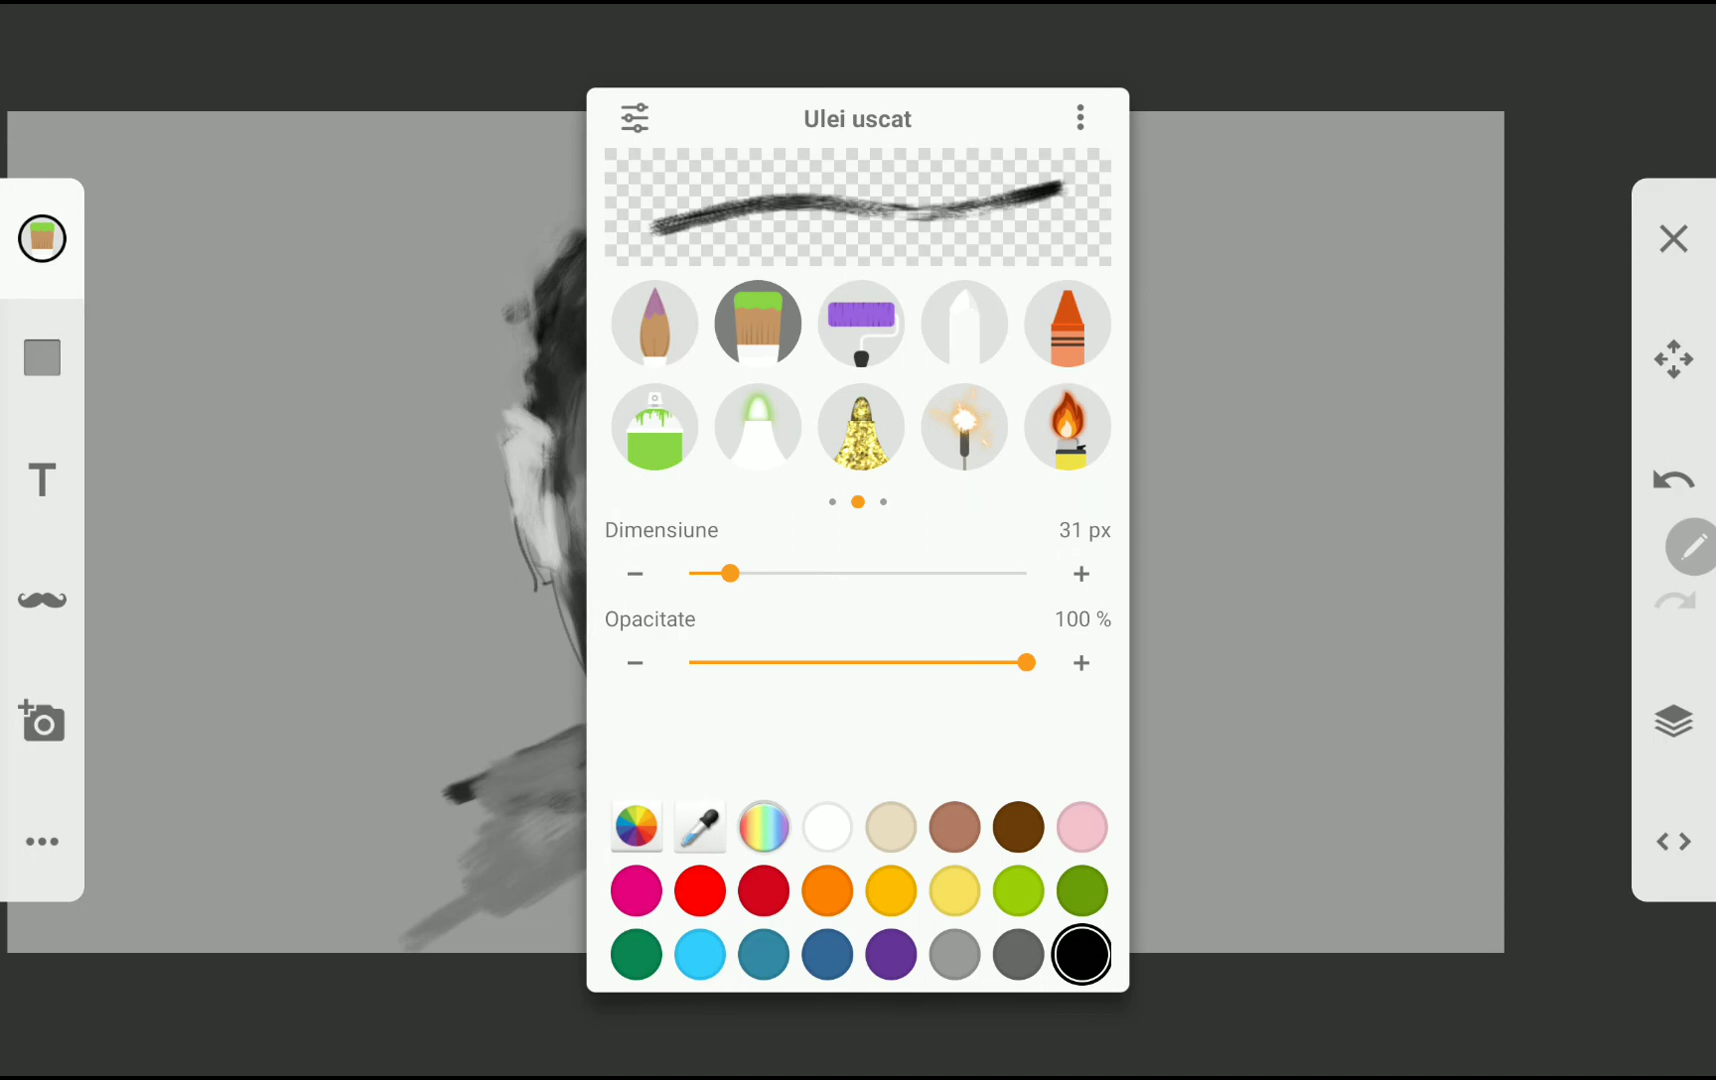 Ulei uscat
T
Dimensiune 31 px
Opacitate 100 %